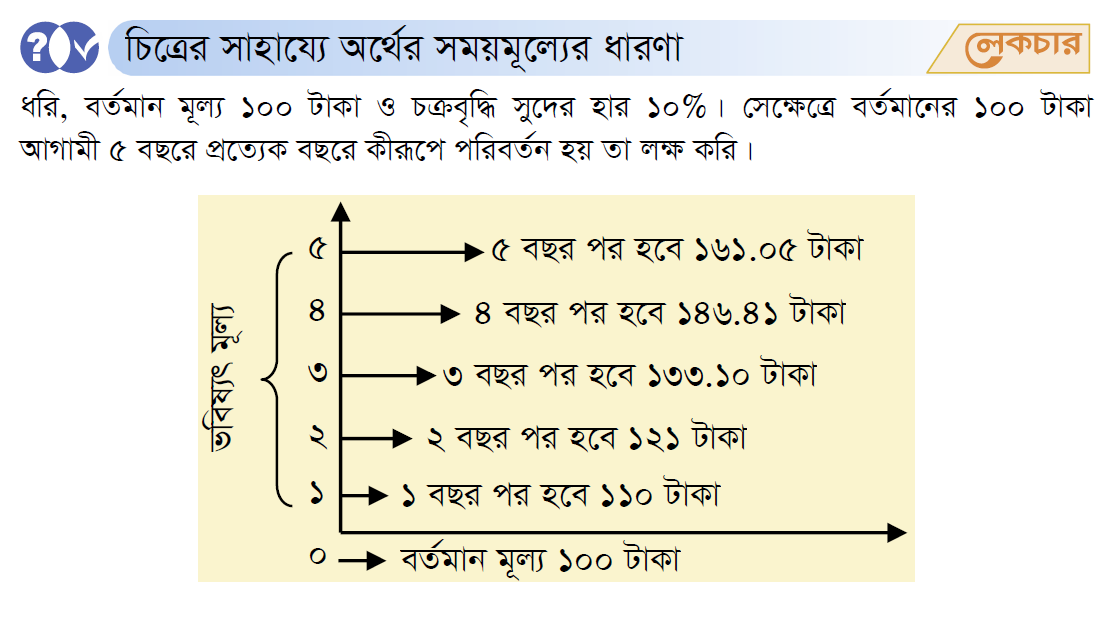 চিত্রের সাহায্যে অর্থের সময়মূল্যের ধারণা
লেকচার
ধরি, বর্তমান মূল্য ১০০ টাকা ও চক্রবৃদ্ধি সুদের হার ১০%। সেক্ষেত্রে বর্তমানের ১০০ টাকা
আগামী ৫ বছরে প্রত্যেক বছরে কীরূপে পরিবর্তন হয় তা লক্ষ করি।
ভবিষ্যৎ মূল্য
৫ ৫ বছর পর হবে ১৬১.০৫ টাকা
৪ ৪ বছর পর হবে ১৪৬.৪১ টাকা
৩ ৩ বছর পর হবে ১৩৩.১০ টাকা
২ ২ বছর পর হবে ১২১ টাকা
১ ১ বছর পর হবে ১১০ টাকা
০ বর্তমান মূল্য ১০০ টাকা